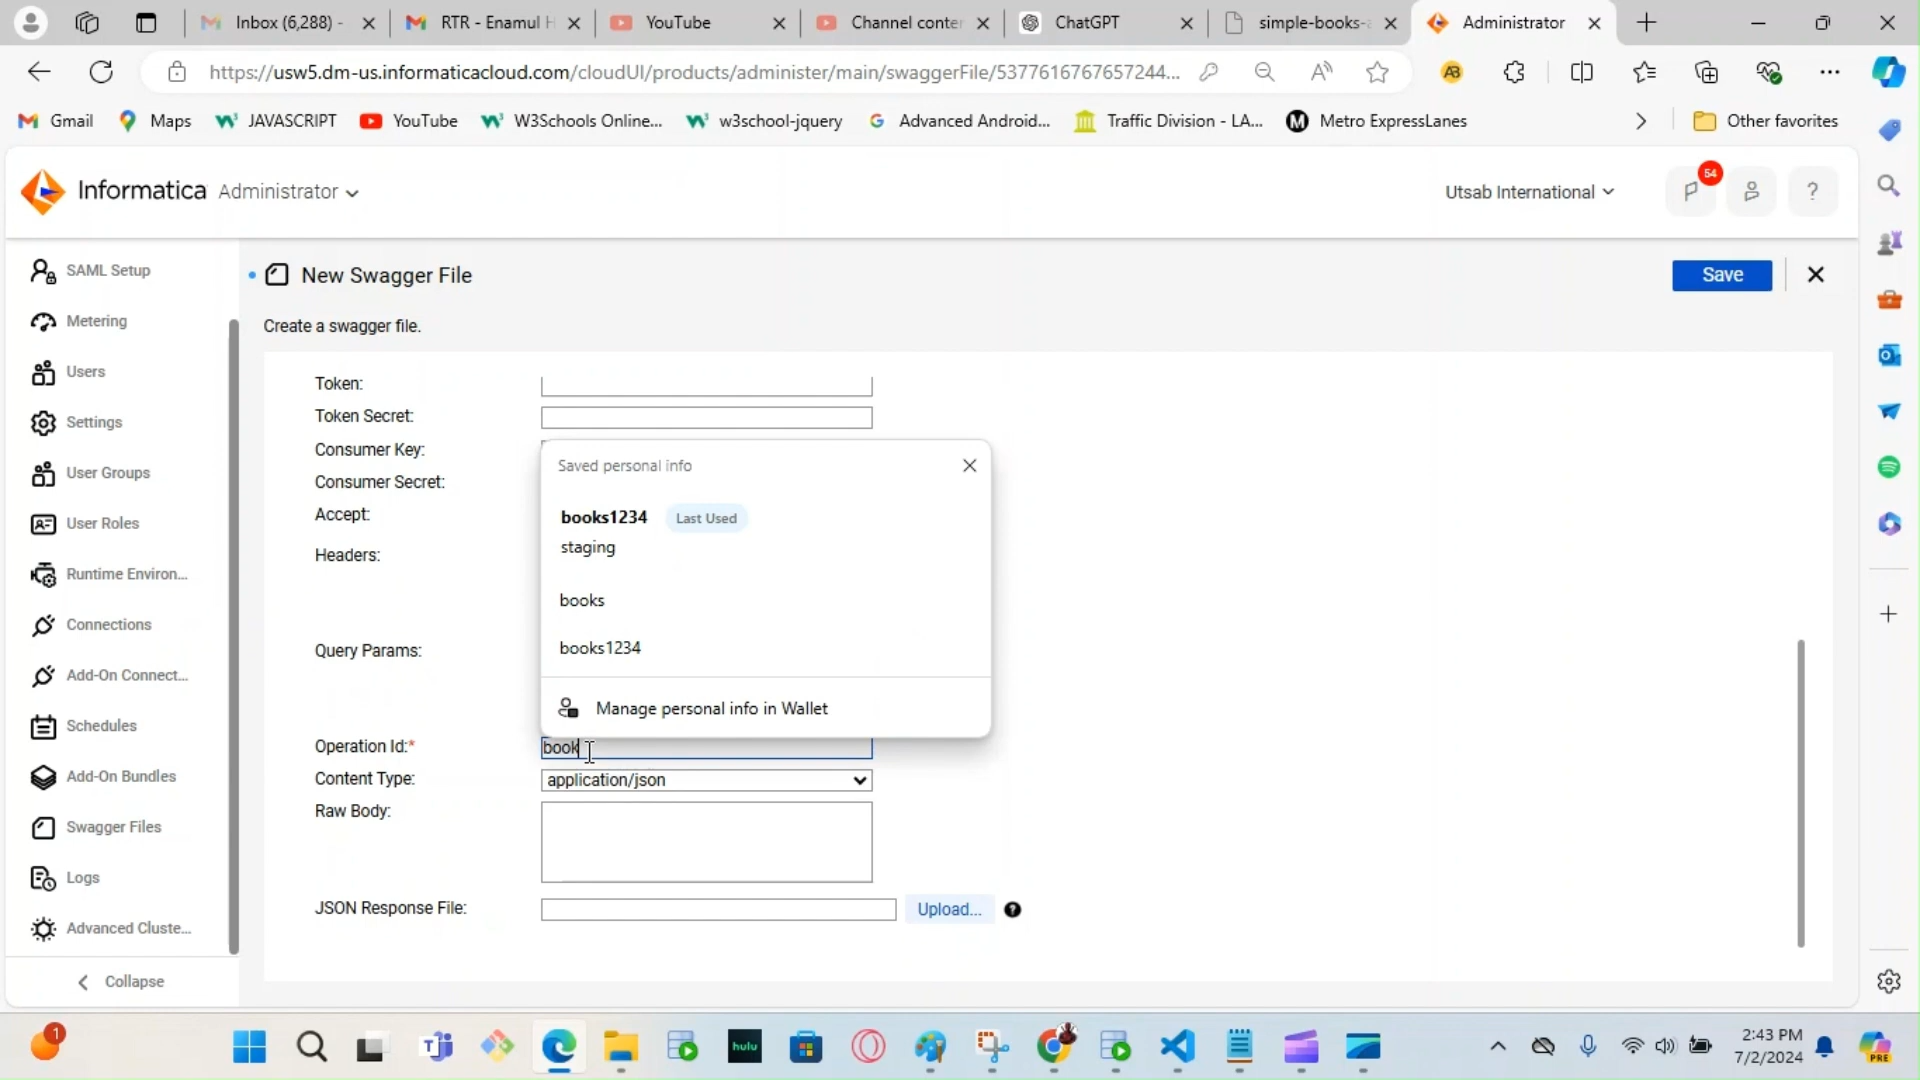 Inbox (6,288) -
RTR - Enamul H
YouTube
Channel conte
ChatGPT
simple-books-a
Administrator
https://usw5.dm-us.informaticacloud.com/cloudUI/products/administer/main/swaggerFile/5377616767657244...
Gmail
Maps
JAVASCRIPT
YouTube
W3Schools Online...
w3school-jquery
Advanced Android...
Traffic Division - LA...
Metro ExpressLanes
Other favorites
Informatica Administrator
Utsab International
54
?
SAML Setup
Metering
Users
Settings
User Groups
User Roles
Runtime Environ...
Connections
Add-On Connect...
Schedules
Add-On Bundles
Swagger Files
Logs
Advanced Cluste...
Collapse
New Swagger File
Save
Create a swagger file.
Token:
Token Secret:
Consumer Key:
Consumer Secret:
Accept:
Headers:
Query Params:
Saved personal info
books1234 Last Used
staging
books
books1234
Manage personal info in Wallet
Operation Id:* book
Content Type: application/json
Raw Body:
JSON Response File: Upload...
1
hulu
2:43 PM
7/2/2024
PRE